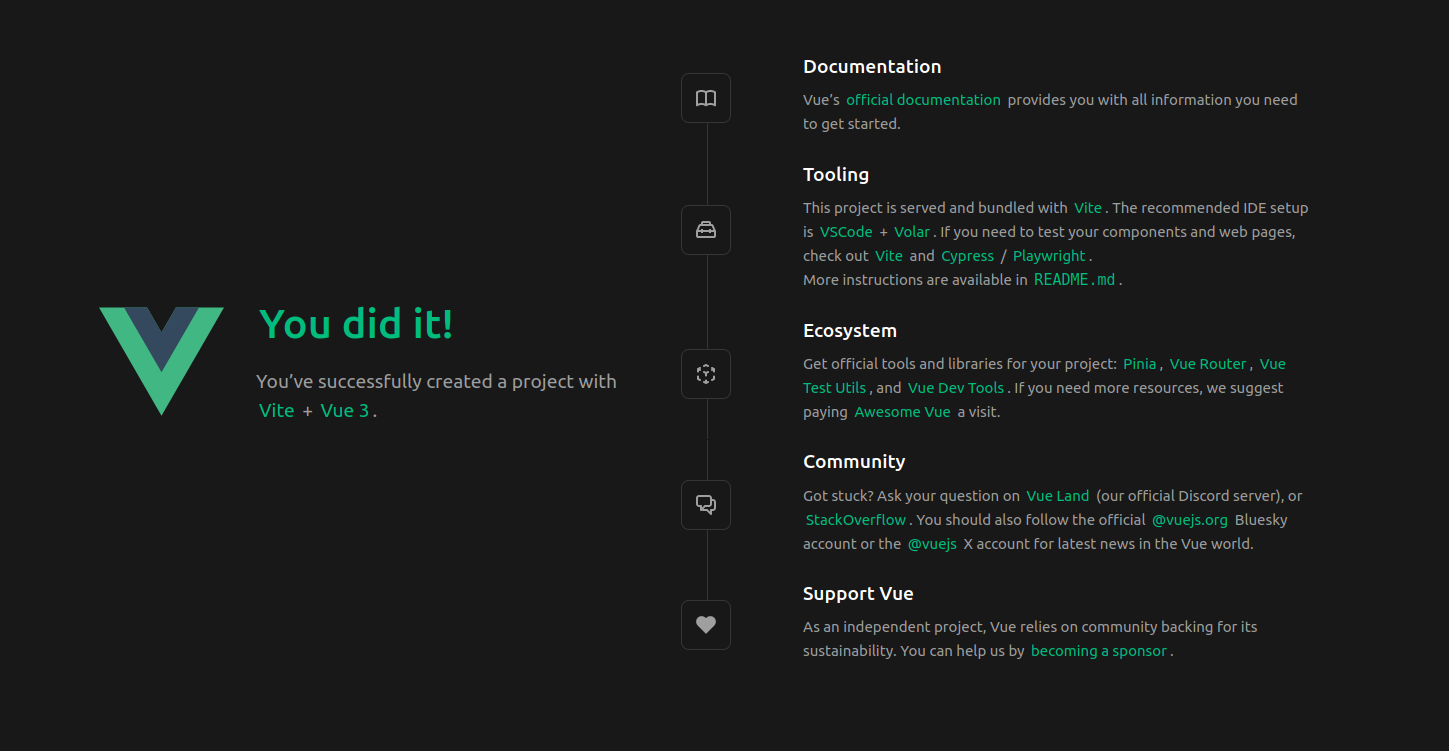 You did it!
You’ve successfully created a project with
Vite + Vue 3.
Documentation
Vue’s official documentation provides you with all information you need
to get started.
Tooling
This project is served and bundled with Vite. The recommended IDE setup
is VSCode + Volar. If you need to test your components and web pages,
check out Vite and Cypress / Playwright.
More instructions are available in README.md.
Ecosystem
Get official tools and libraries for your project: Pinia, Vue Router, Vue
Test Utils, and Vue Dev Tools. If you need more resources, we suggest
paying Awesome Vue a visit.
Community
Got stuck? Ask your question on Vue Land (our official Discord server), or
StackOverflow. You should also follow the official @vuejs.org Bluesky
account or the @vuejs X account for latest news in the Vue world.
Support Vue
As an independent project, Vue relies on community backing for its
sustainability. You can help us by becoming a sponsor.